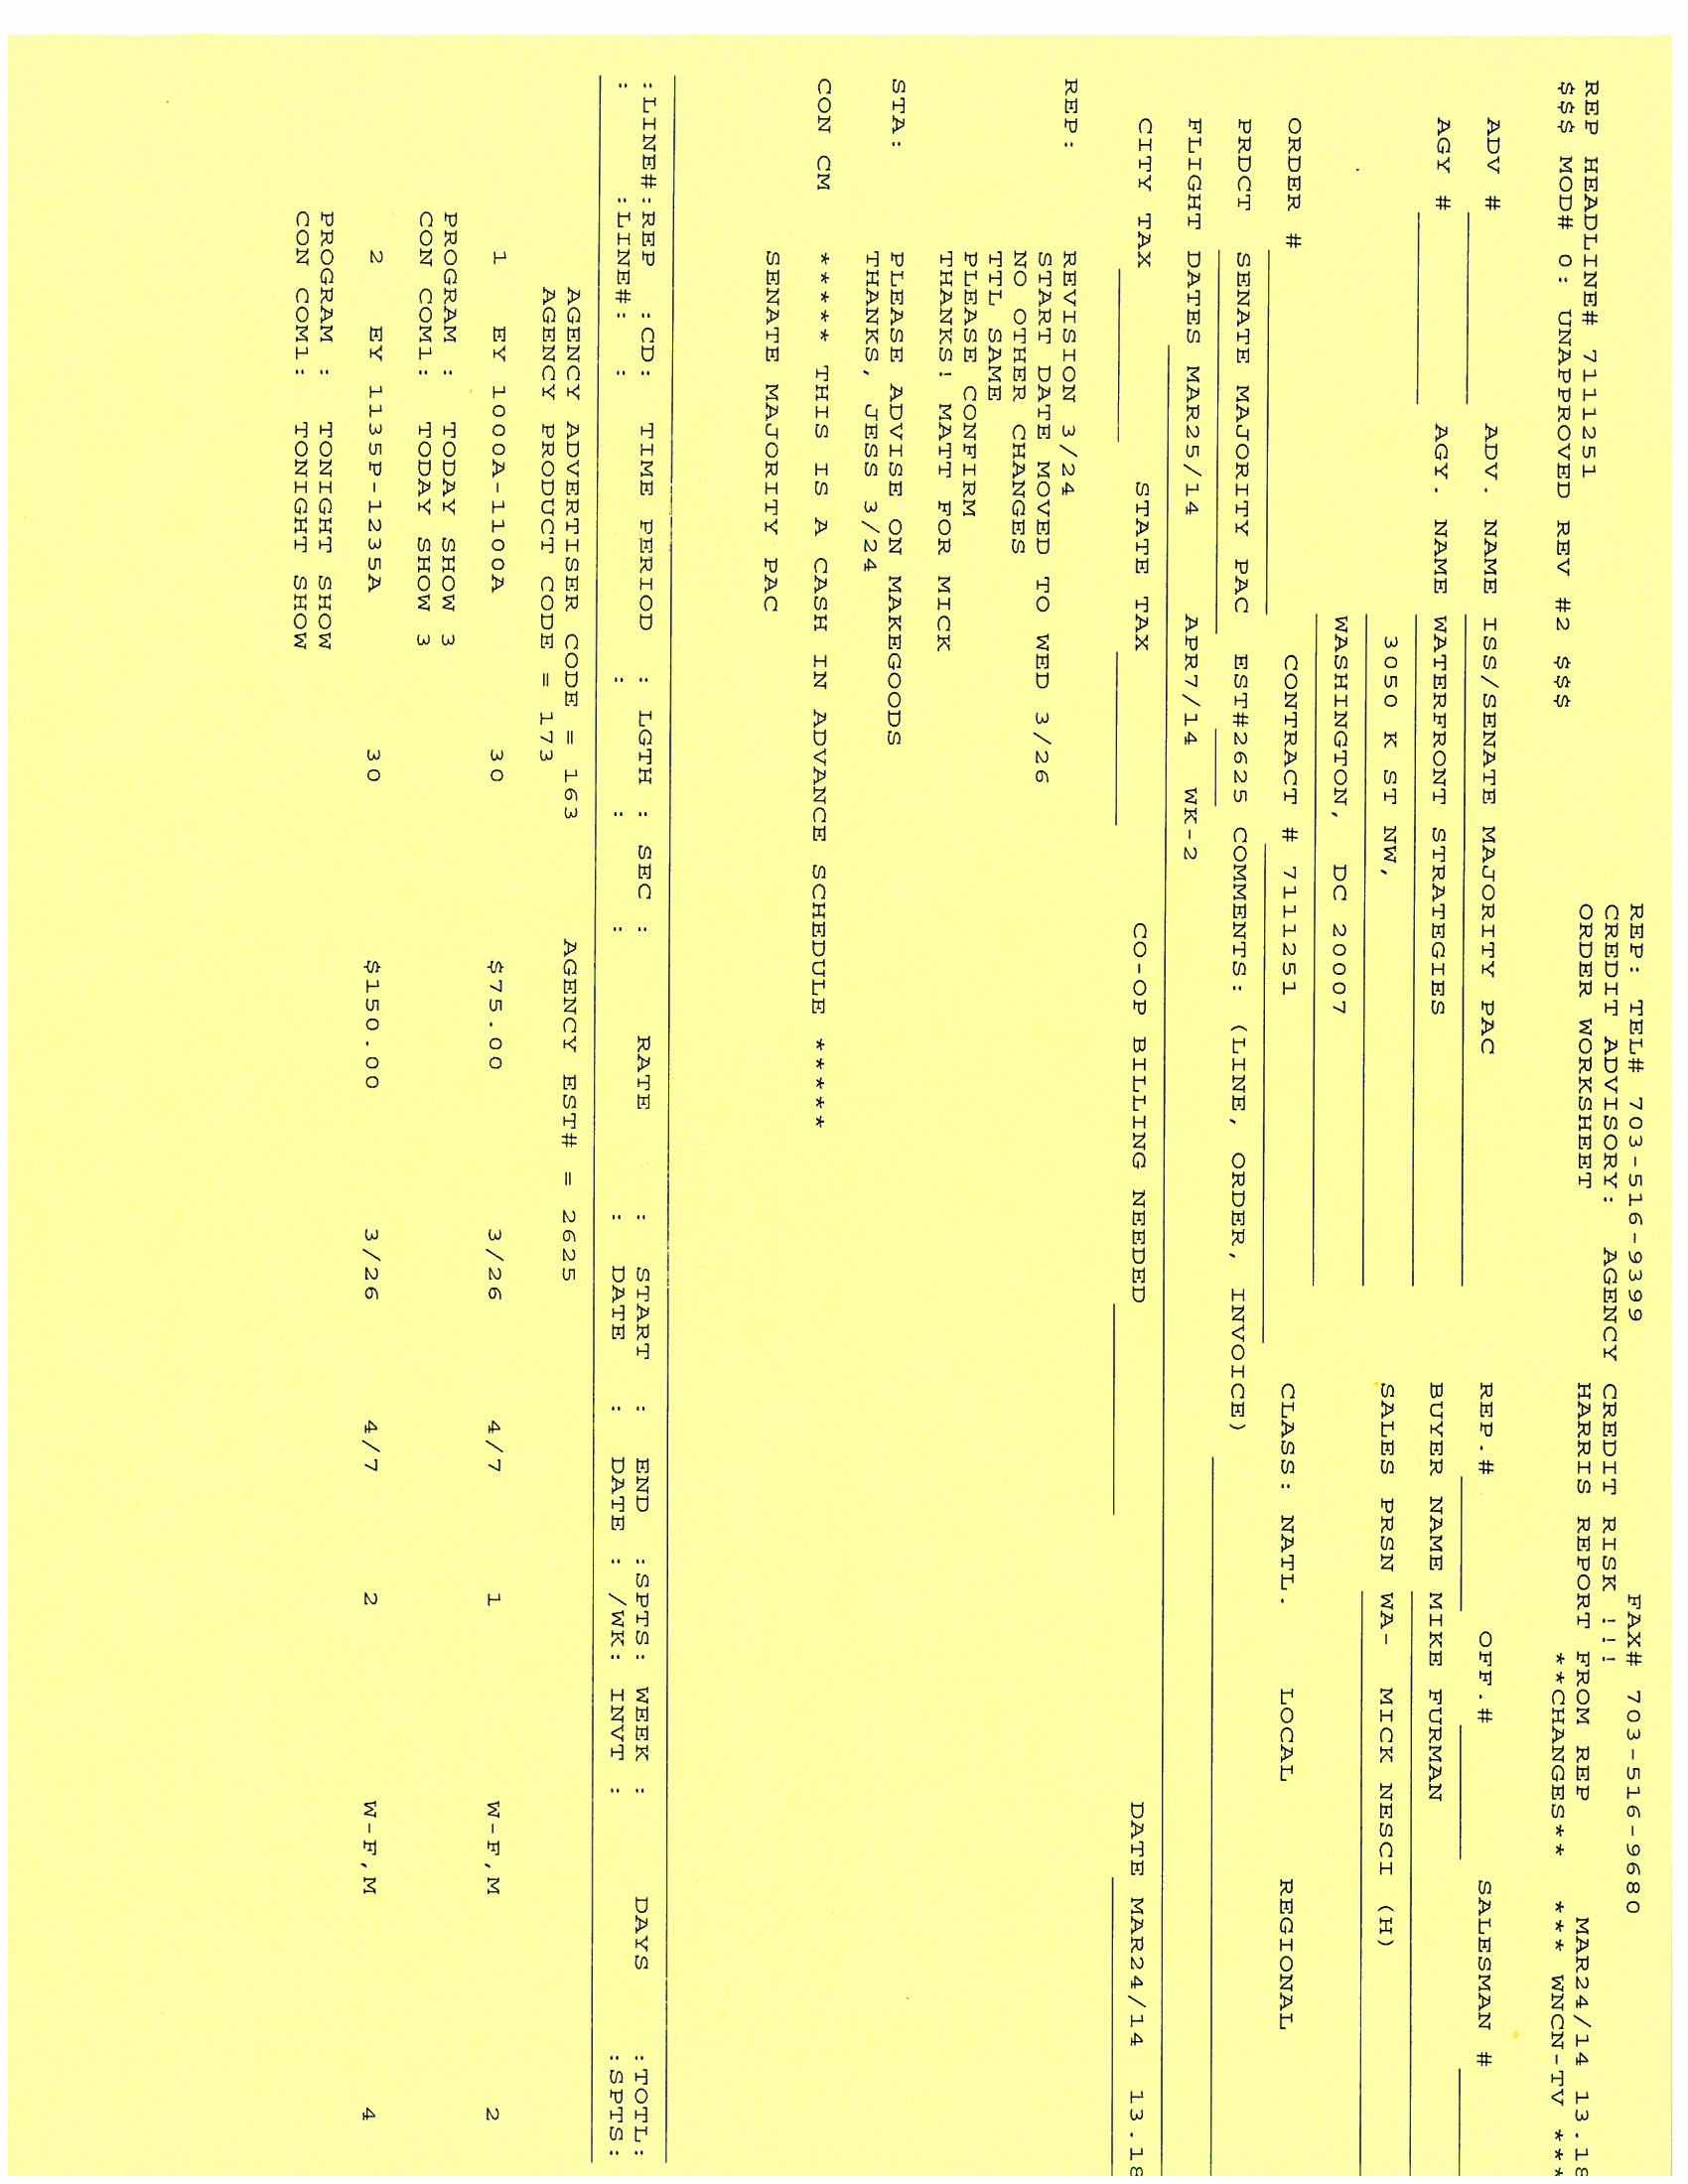 REP: TEL# 703-516-9399 FAX# 703-516-9680
CREDIT ADVISORY: AGENCY CREDIT RISK !!!
REP HEADLINE# 7111251 ORDER WORKSHEET HARRIS REPORT FROM REP MAR24/14 13.18
$$$ MOD# 0: UNAPPROVED REV #2 $$$ **CHANGES** *** WNCN-TV ***
ADV # ADV. NAME ISS/SENATE MAJORITY PAC REP.# OFF.# SALESMAN #
AGY # AGY. NAME WATERFRONT STRATEGIES BUYER NAME MIKE FURMAN
3050 K ST NW, SALES PRSN WA- MICK NESCI (H)
WASHINGTON, DC 20007
ORDER # CONTRACT # 7111251 CLASS: NATL. LOCAL REGIONAL
PRDCT SENATE MAJORITY PAC EST#2625 COMMENTS: (LINE, ORDER, INVOICE)
FLIGHT DATES MAR25/14 APR7/14 WK-2
CITY TAX STATE TAX CO-OP BILLING NEEDED DATE MAR24/14 13.18
REP: REVISION 3/24
START DATE MOVED TO WED 3/26
NO OTHER CHANGES
TTL SAME
PLEASE CONFIRM
THANKS! MATT FOR MICK
STA: PLEASE ADVISE ON MAKEGOODS
THANKS, JESS 3/24
CON CM ***** THIS IS A CASH IN ADVANCE SCHEDULE *****
SENATE MAJORITY PAC
:LINE#:REP :CD: TIME PERIOD : LGTH : SEC : RATE : START : END :SPTS: WEEK : DAYS :TOTL:
: :LINE#: : : : : : DATE : DATE : /WK: INVT : :SPTS:
AGENCY ADVERTISER CODE = 163 AGENCY EST# = 2625
AGENCY PRODUCT CODE = 173
1 EY 1000A-1100A 30 $75.00 3/26 4/7 1 W-F,M 2
PROGRAM : TODAY SHOW 3
CON COM1: TODAY SHOW 3
2 EY 1135P-1235A 30 $150.00 3/26 4/7 2 W-F,M 4
PROGRAM : TONIGHT SHOW
CON COM1: TONIGHT SHOW